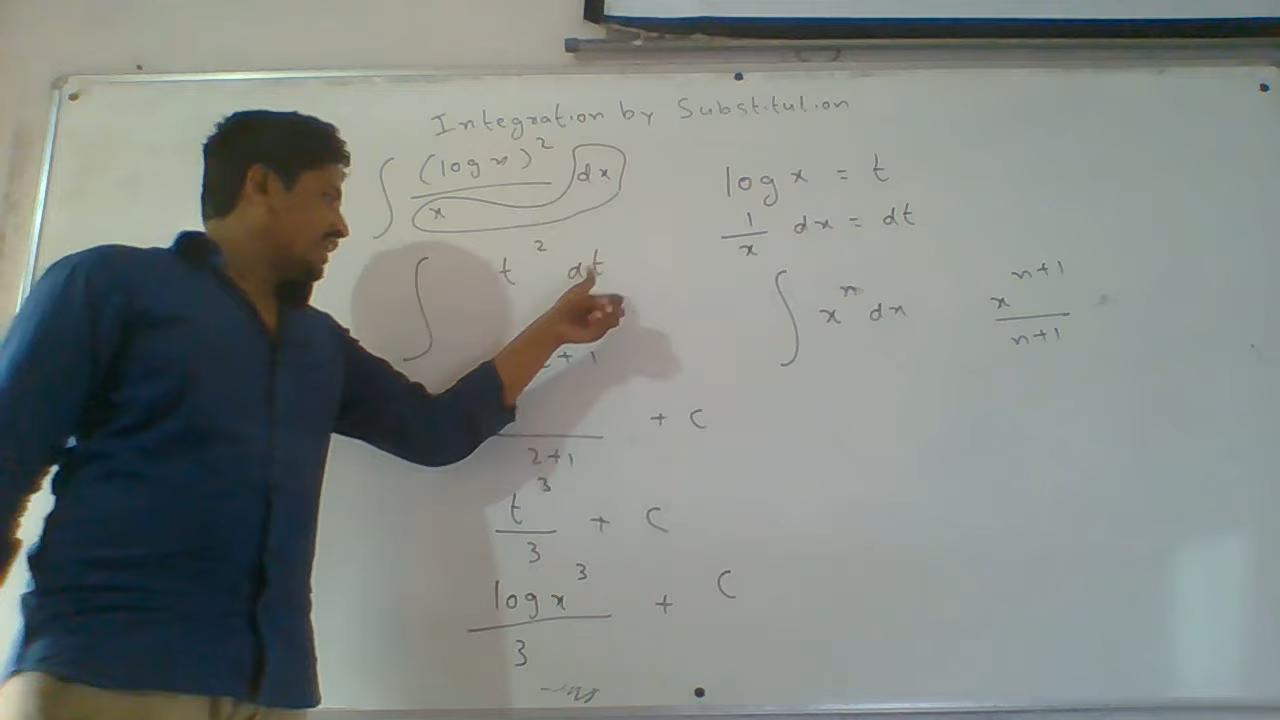 Integration by Substitution
∫ (log x)² / x dx
log x = t
1/x dx = dt
∫ t² dt
∫ xⁿ dx
xⁿ⁺¹ / n+1
+1 / 2+1 + C
t³ / 3 + C
log x³ / 3 + C